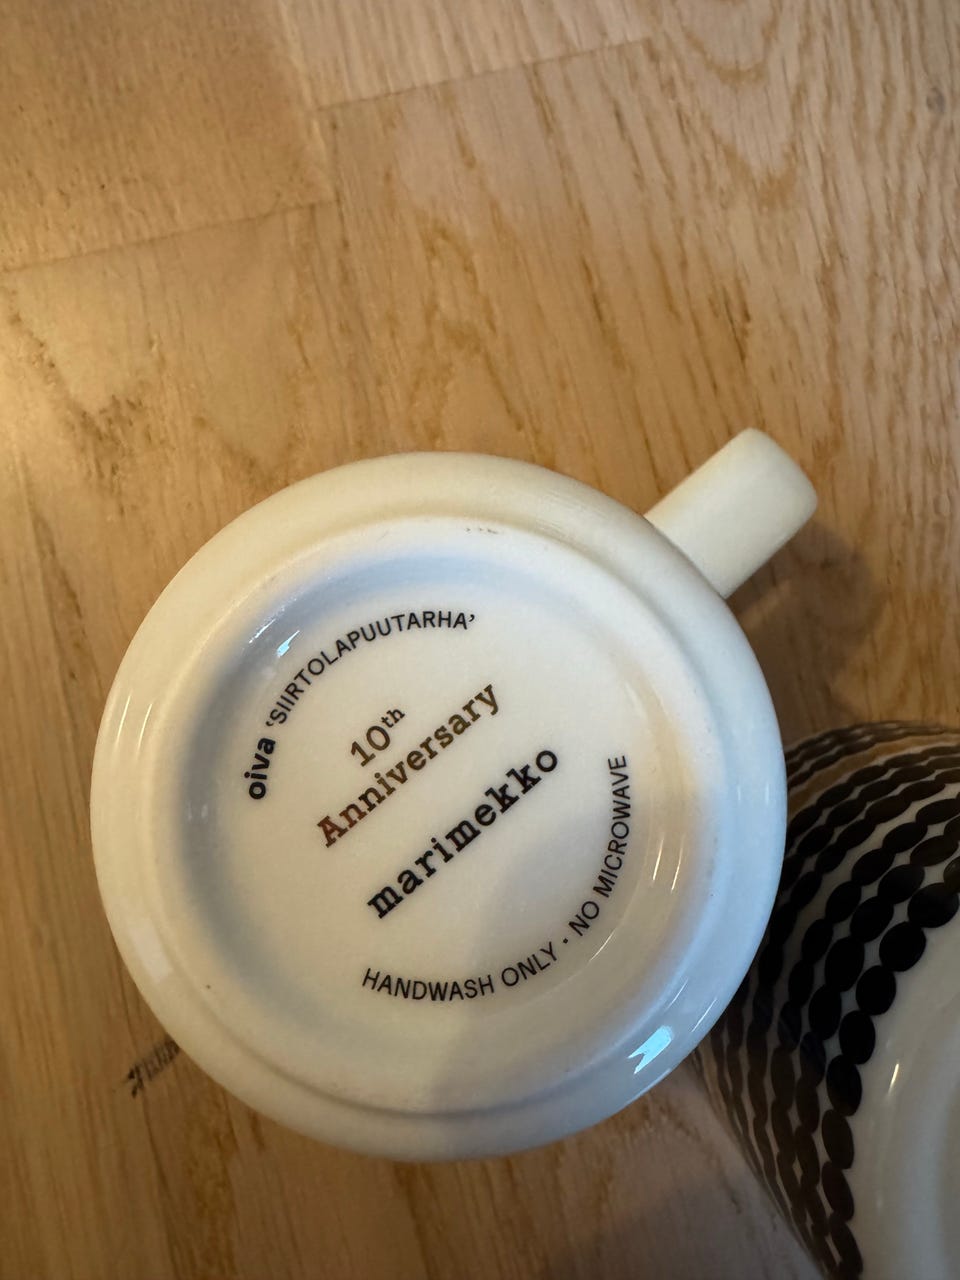 oiva ‘SIIRTOLAPUUTARHA’
10th
Anniversary
marimekko
HANDWASH ONLY · NO MICROWAVE